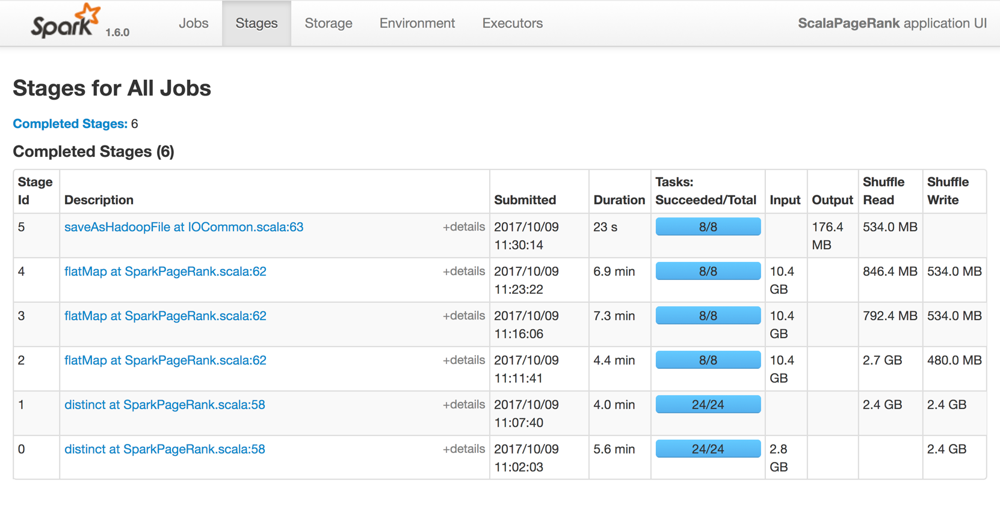 Spark 1.6.0 Jobs Stages Storage Environment Executors ScalaPageRank application UI
Stages for All Jobs
Completed Stages: 6
Completed Stages (6)
Stage Id Description Submitted Duration Tasks: Succeeded/Total Input Output Shuffle Read Shuffle Write
5 saveAsHadoopFile at IOCommon.scala:63 +details 2017/10/09 11:30:14 23 s 8/8 176.4 MB 534.0 MB
4 flatMap at SparkPageRank.scala:62 +details 2017/10/09 11:23:22 6.9 min 8/8 10.4 GB 846.4 MB 534.0 MB
3 flatMap at SparkPageRank.scala:62 +details 2017/10/09 11:16:06 7.3 min 8/8 10.4 GB 792.4 MB 534.0 MB
2 flatMap at SparkPageRank.scala:62 +details 2017/10/09 11:11:41 4.4 min 8/8 10.4 GB 2.7 GB 480.0 MB
1 distinct at SparkPageRank.scala:58 +details 2017/10/09 11:07:40 4.0 min 24/24 2.4 GB 2.4 GB
0 distinct at SparkPageRank.scala:58 +details 2017/10/09 11:02:03 5.6 min 24/24 2.8 GB 2.4 GB